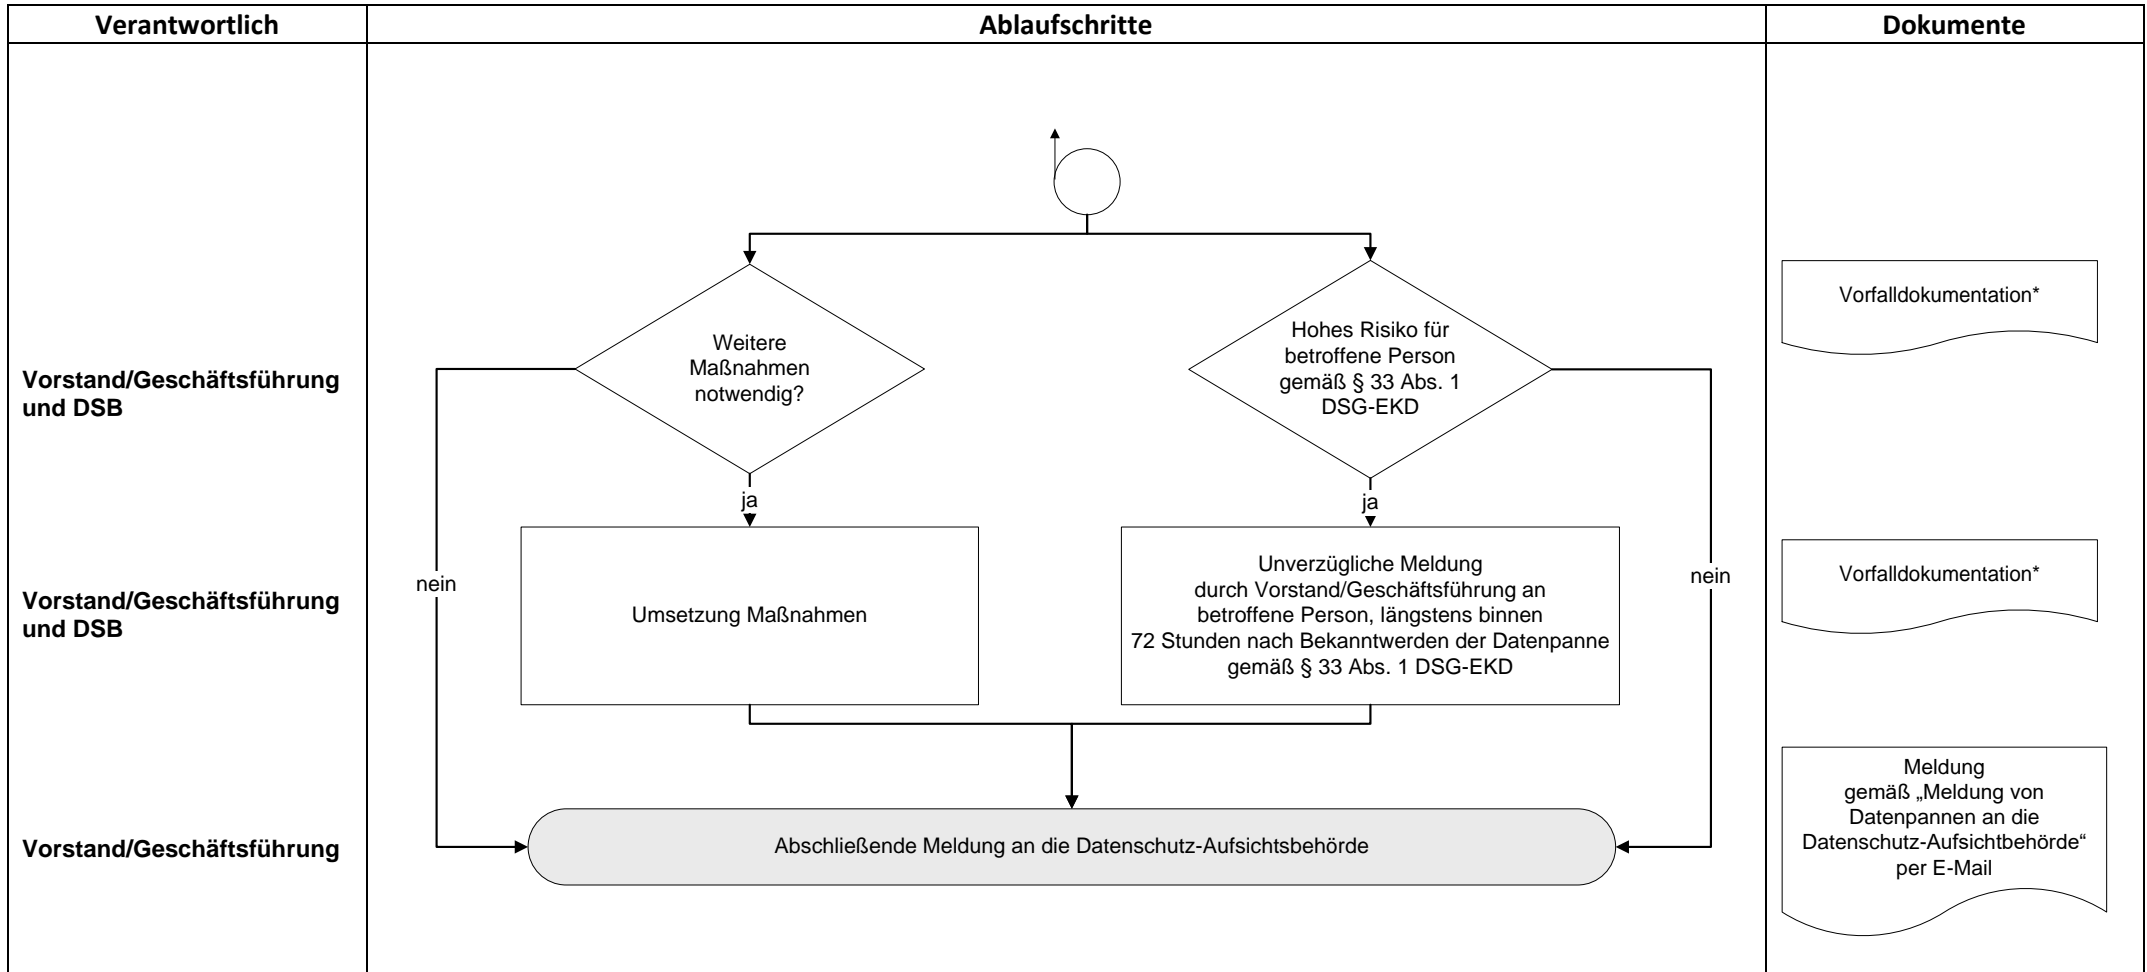 Verantwortlich
Ablaufschritte
Dokumente
Vorstand/Geschäftsführung
und DSB
Weitere
Maßnahmen
notwendig?
Hohes Risiko für
betroffene Person
gemäß § 33 Abs. 1
DSG-EKD
Vorfalldokumentation*
ja
ja
nein
nein
Vorstand/Geschäftsführung
und DSB
Umsetzung Maßnahmen
Unverzügliche Meldung
durch Vorstand/Geschäftsführung an
betroffene Person, längstens binnen
72 Stunden nach Bekanntwerden der Datenpanne
gemäß § 33 Abs. 1 DSG-EKD
Vorfalldokumentation*
Vorstand/Geschäftsführung
Abschließende Meldung an die Datenschutz-Aufsichtsbehörde
Meldung
gemäß „Meldung von
Datenpannen an die
Datenschutz-Aufsichtbehörde“
per E-Mail